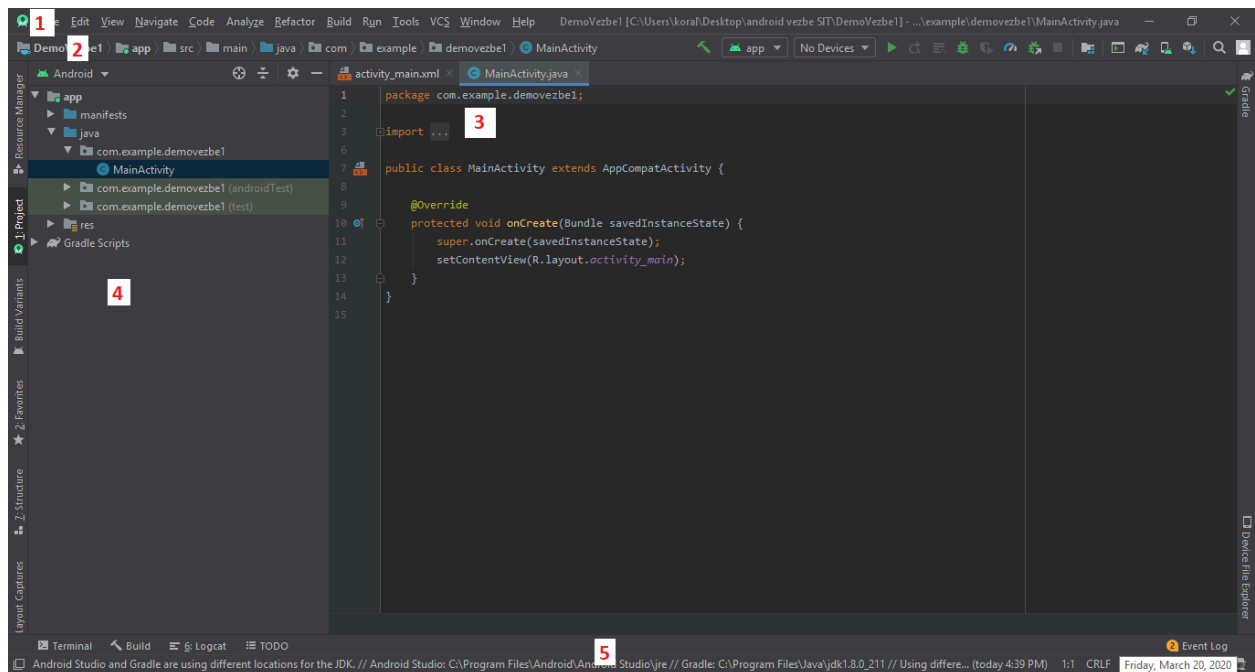 1 e Edit View Navigate Code Analyze Refactor Build Run Tools VCS Window Help DemoVezbe1 [C:\Users\koral\Desktop\android vezbe SIT\DemoVezbe1] - ...\example\demovezbe1\MainActivity.java
Demo 2 be1 app src main java com example demovezbe1 MainActivity app No Devices
Android
activity_main.xml MainActivity.java
Resource Manager
1: Project
Build Variants
2: Favorites
7: Structure
Layout Captures
app
manifests
java
com.example.demovezbe1
MainActivity
com.example.demovezbe1 (androidTest)
com.example.demovezbe1 (test)
res
Gradle Scripts
4
1 package com.example.demovezbe1;
2
3 import ...
3
6
7 public class MainActivity extends AppCompatActivity {
8
9 @Override
10 protected void onCreate(Bundle savedInstanceState) {
11 super.onCreate(savedInstanceState);
12 setContentView(R.layout.activity_main);
13 }
14 }
15
Gradle
Device File Explorer
Terminal Build 6: Logcat TODO
5
2 Event Log
Android Studio and Gradle are using different locations for the JDK. // Android Studio: C:\Program Files\Android\Android Studio\jre // Gradle: C:\Program Files\Java\jdk1.8.0_211 // Using differe... (today 4:39 PM) 1:1 CRLF Friday, March 20, 2020